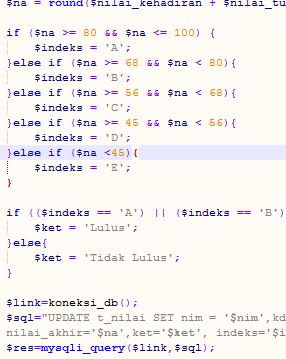 $na = round($nilai_kehadiran + $nilai_tu
if ($na >= 80 && $na <= 100) {
$indeks = 'A';
}else if ($na >= 68 && $na < 80){
$indeks = 'B';
}else if ($na >= 56 && $na < 68){
$indeks = 'C';
}else if ($na >= 45 && $na < 56){
$indeks = 'D';
}else if ($na <45){
$indeks = 'E';
}
if (($indeks == 'A') || ($indeks == 'B')
$ket = 'Lulus';
}else{
$ket = 'Tidak Lulus';
}
$link=koneksi_db();
$sql="UPDATE t_nilai SET nim = '$nim',kd
nilai_akhir='$na',ket='$ket', indeks='$i
$res=mysqli_query($link,$sql);